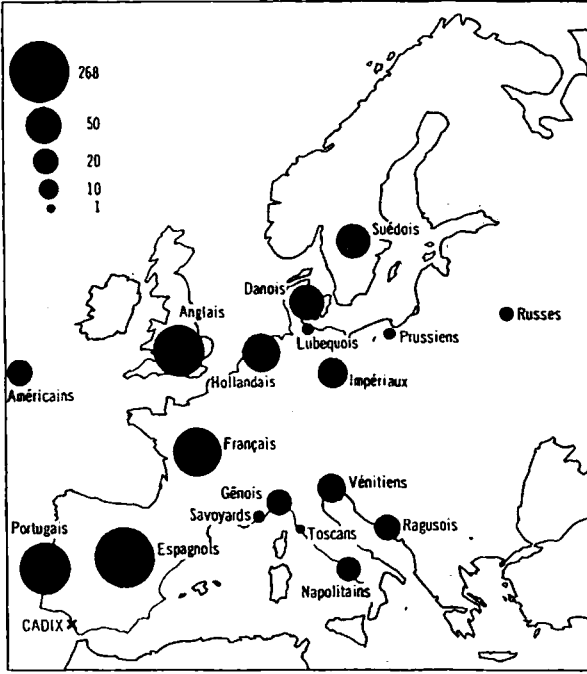 268
50
20
10
1
Suédois
Danois
Anglais
Russes
Lubequois
Prussiens
Hollandais
Impériaux
Américains
Français
Vénitiens
Génois
Savoyards
Toscans
Ragusois
Portugais
Espagnols
Napolitains
CADIX